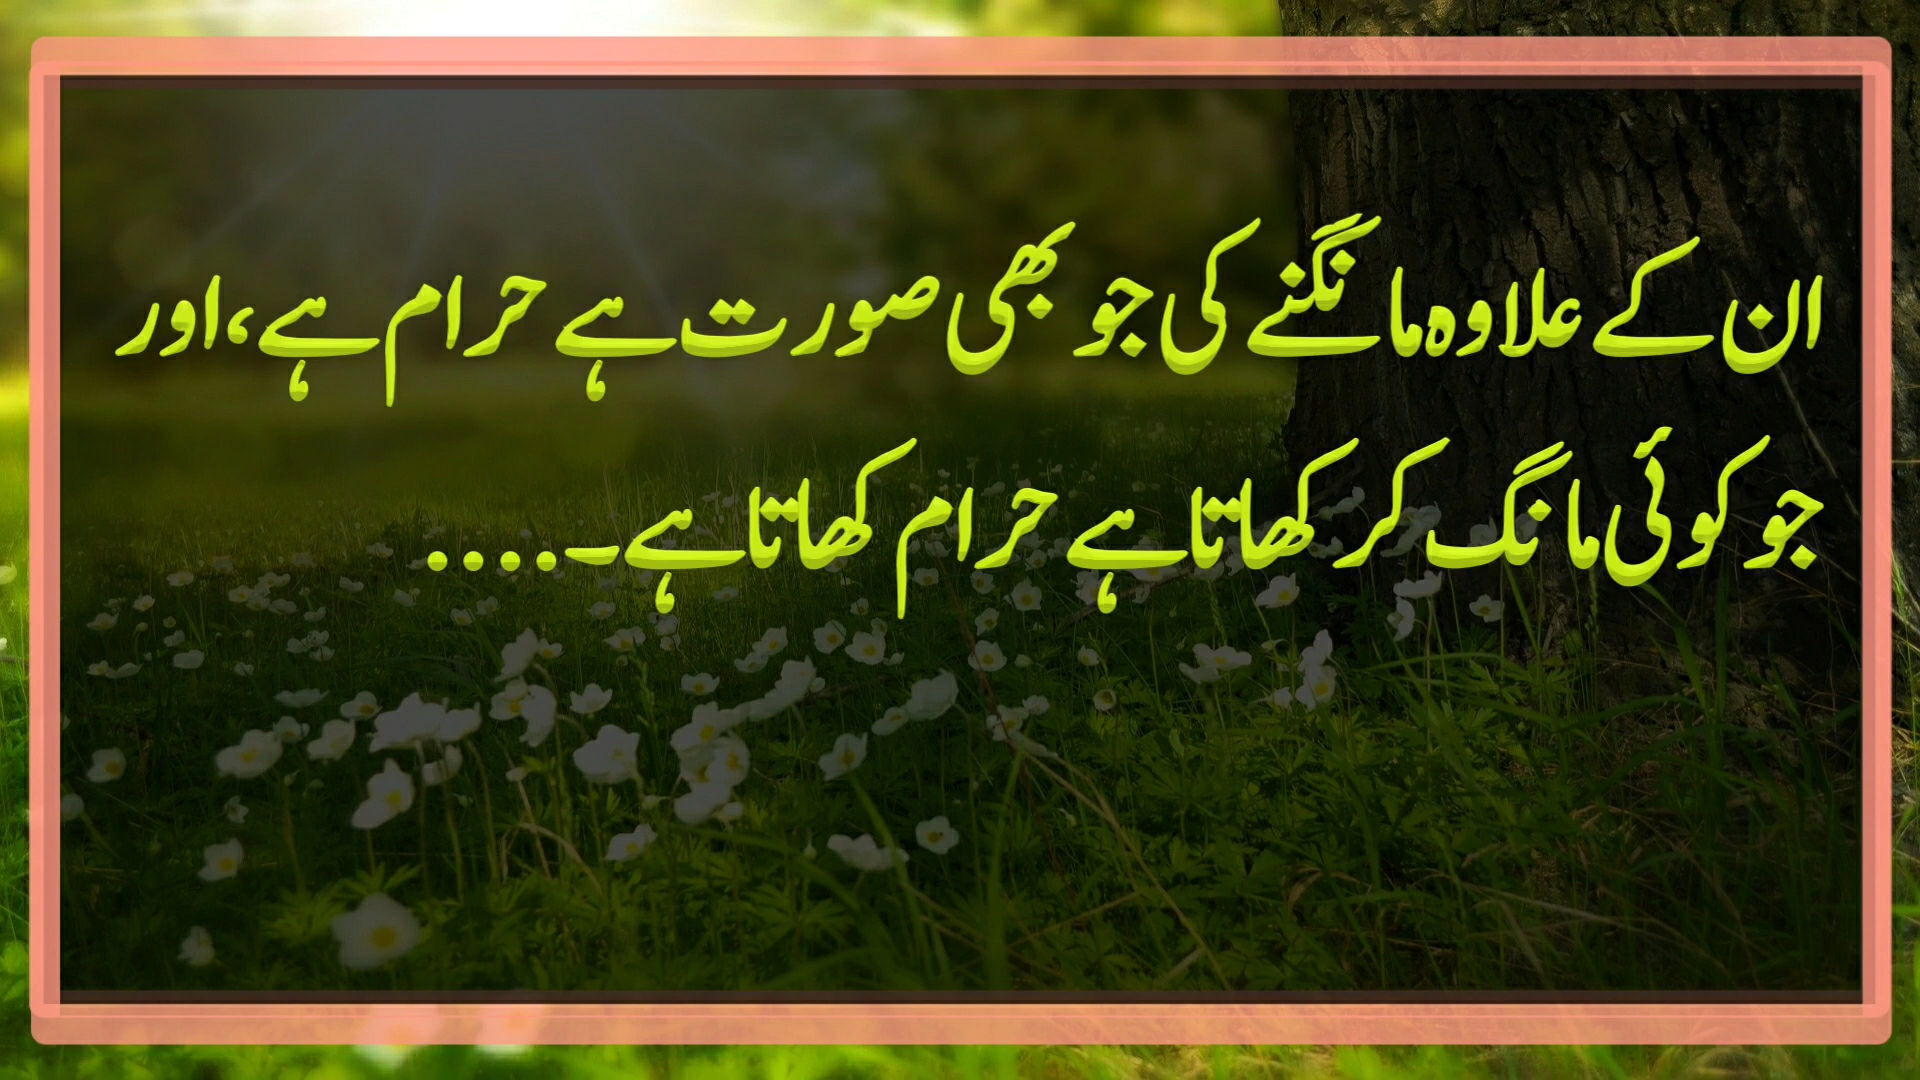 ان کے علاوہ مانگنے کی جو بھی صورت ہے حرام ہے، اور
جو کوئی مانگ کر کھاتا ہے حرام کھاتا ہے۔....